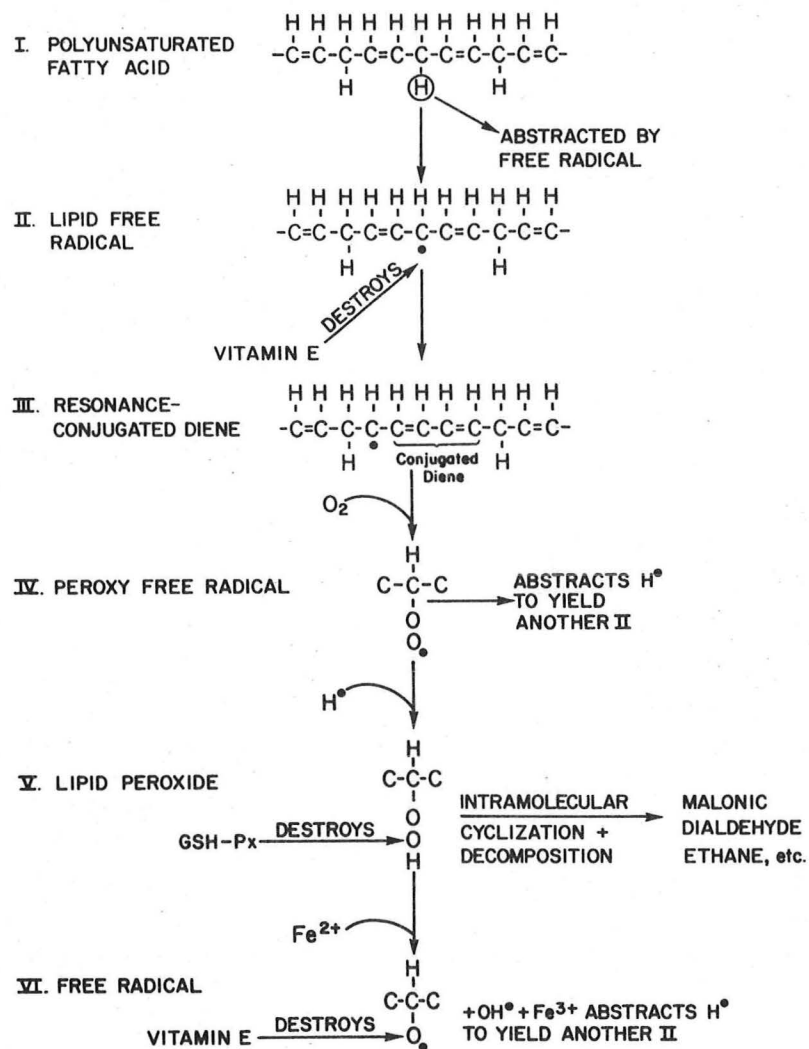 I. POLYUNSATURATED
FATTY ACID
H H H H H H H H H H H
-C=C-C-C=C-C-C=C-C-C=C-
H H H
ABSTRACTED BY
FREE RADICAL
II. LIPID FREE
RADICAL
H H H H H H H H H H H
-C=C-C-C=C-C-C=C-C-C=C-
H • H
DESTROYS
VITAMIN E
III. RESONANCE-
CONJUGATED DIENE
H H H H H H H H H H H
-C=C-C-C-C=C-C=C-C-C=C-
H • H
Conjugated
Diene
O₂
IV. PEROXY FREE RADICAL
H
C-C-C
O
O•
ABSTRACTS H•
TO YIELD
ANOTHER II
H•
V. LIPID PEROXIDE
H
C-C-C
O
O
H
GSH-Px DESTROYS
INTRAMOLECULAR
CYCLIZATION +
DECOMPOSITION
MALONIC
DIALDEHYDE
ETHANE, etc.
Fe²⁺
VI. FREE RADICAL
H
C-C-C
O•
VITAMIN E DESTROYS
+OH• + Fe³⁺ ABSTRACTS H•
TO YIELD ANOTHER II